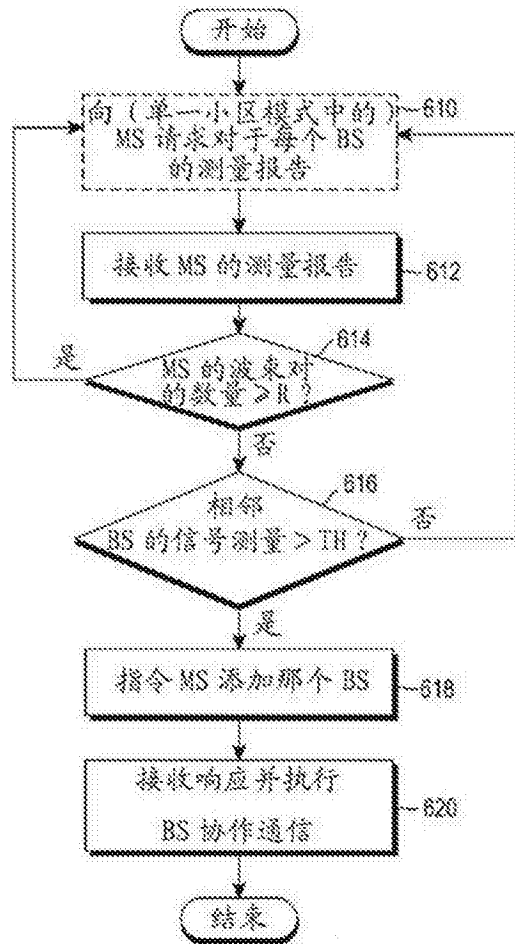 开始
向（单一小区模式中的）
MS 请求对于每个 BS
的测量报告
610
接收 MS 的测量报告
612
614
MS 的波束对
的数量 ≥ R？
是
否
616
相邻
BS 的信号测量 > TH？
否
是
指令 MS 添加那个 BS
618
接收响应并执行
BS 协作通信
620
结束